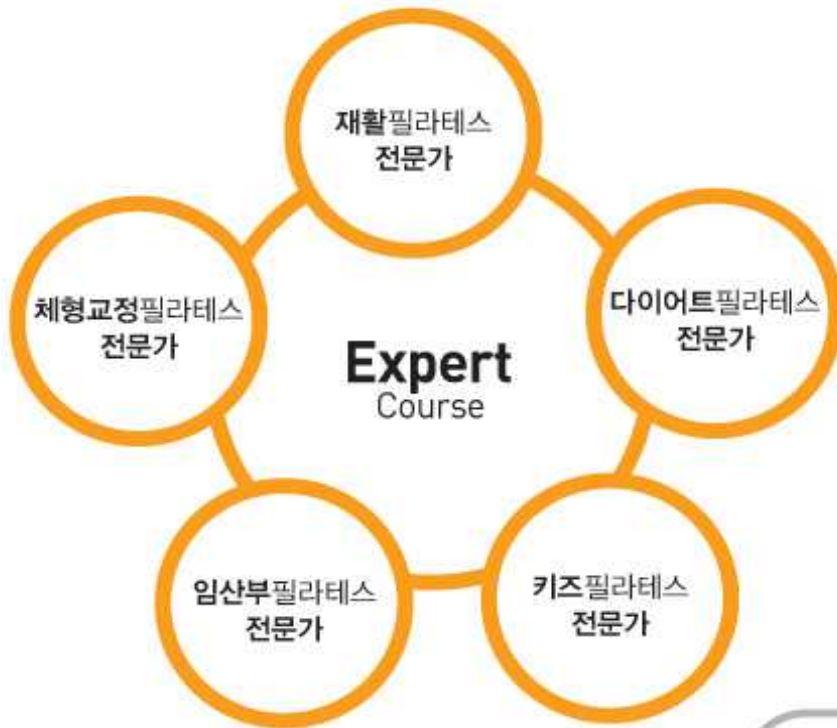 재활필라테스
전문가
체형교정필라테스
전문가
다이어트필라테스
전문가
Expert
Course
임산부필라테스
전문가
키즈필라테스
전문가